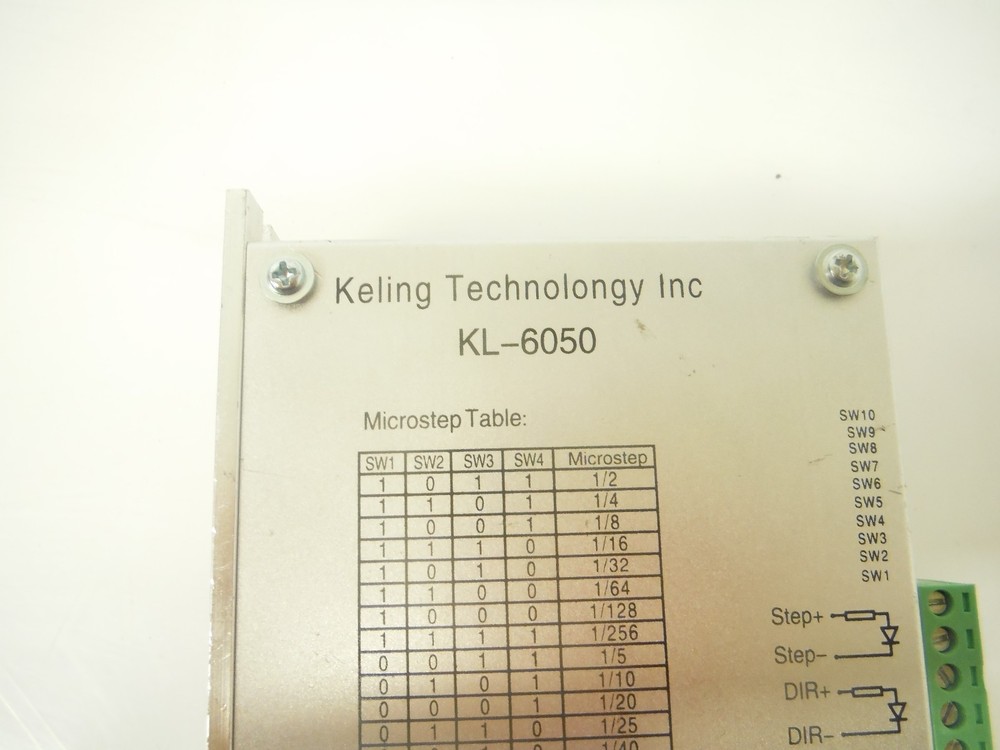 Keling Technolongy Inc
KL-6050
Microstep Table:
SW1 SW2 SW3 SW4 Microstep
1 0 1 1 1/2
1 1 0 1 1/4
1 0 0 1 1/8
1 1 1 0 1/16
1 0 1 0 1/32
1 1 0 0 1/64
1 0 0 0 1/128
1 1 1 1 1/256
0 0 1 1 1/5
0 1 0 1 1/10
0 0 0 1 1/20
0 1 1 0 1/25
1/40
SW10
SW9
SW8
SW7
SW6
SW5
SW4
SW3
SW2
SW1
Step+
Step-
DIR+
DIR-